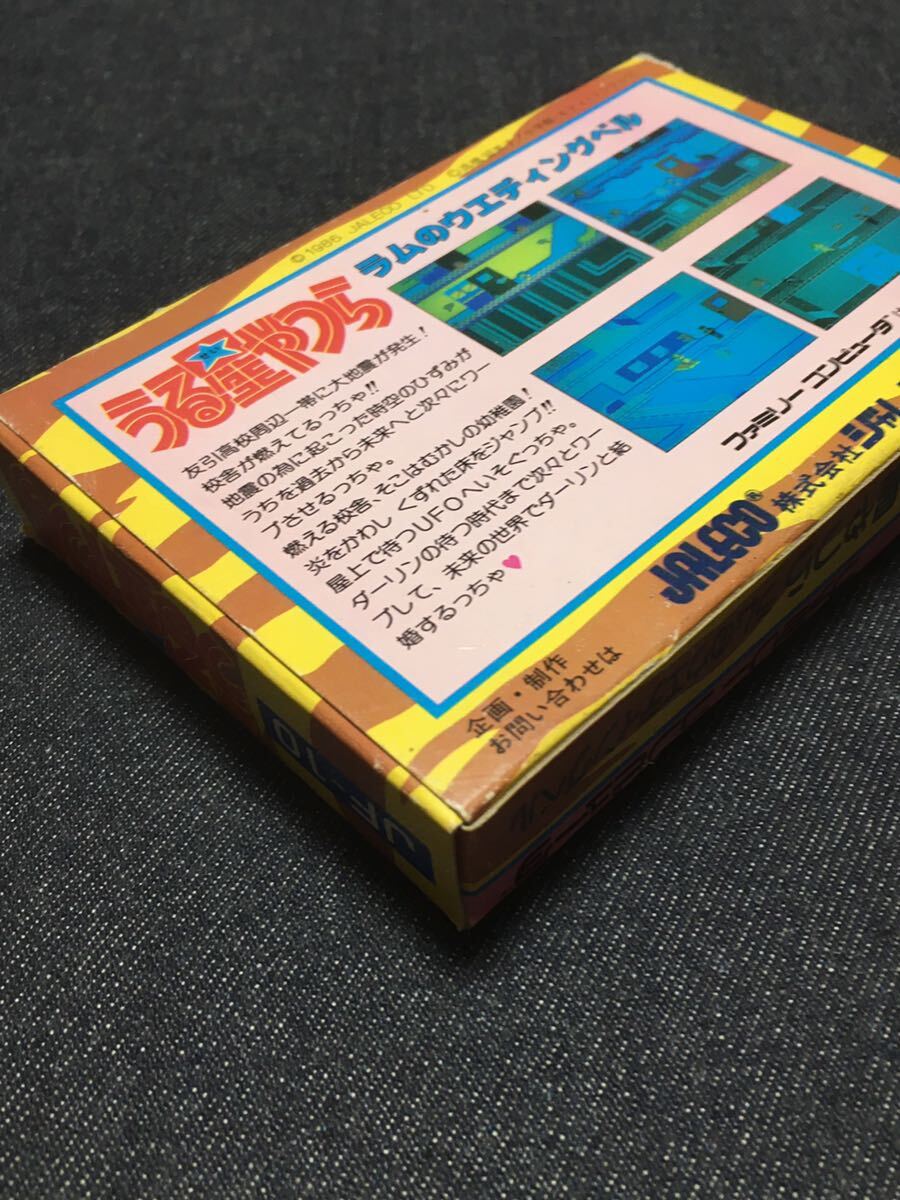 ©1986 JALECO LTD
うる星やつら
せい
ラムのウエディングベル
友引高校周辺一帯に大地震が発生！
校舎が燃えてるっちゃ!!
地震の為に起こった時空のひずみが
うちを過去から未来へと次々にワー
プさせるっちゃ。
燃える校舎、そこはむかしの幼稚園！
炎をかわし くずれた床をジャンプ!!
屋上で待つUFOへいそぐっちゃ。
ダーリンの待つ時代まで次々とワー
プして、未来の世界でダーリンと結
婚するっちゃ♥
ファミリー コンピュータ
企画・制作
お問い合わせは
JALECO®
株式会社
JF-10